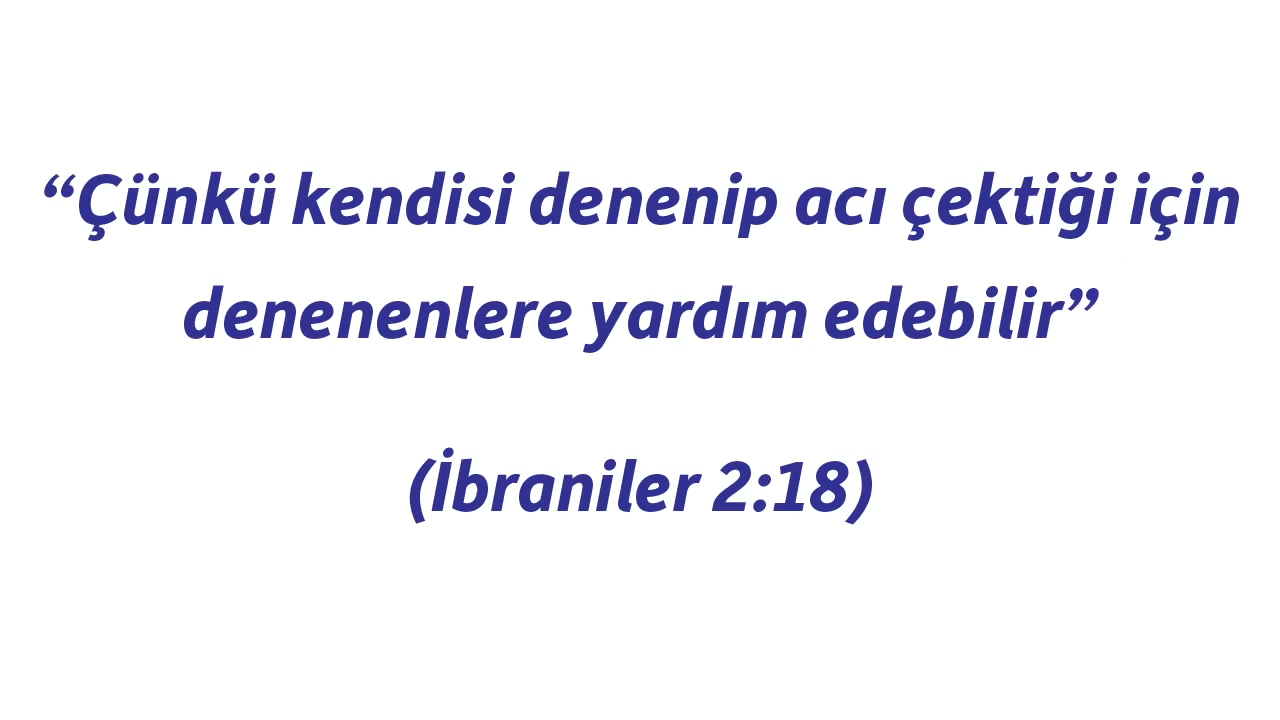 “Çünkü kendisi denenip acı çektiği için
denenenlere yardım edebilir”
(İbraniler 2:18)